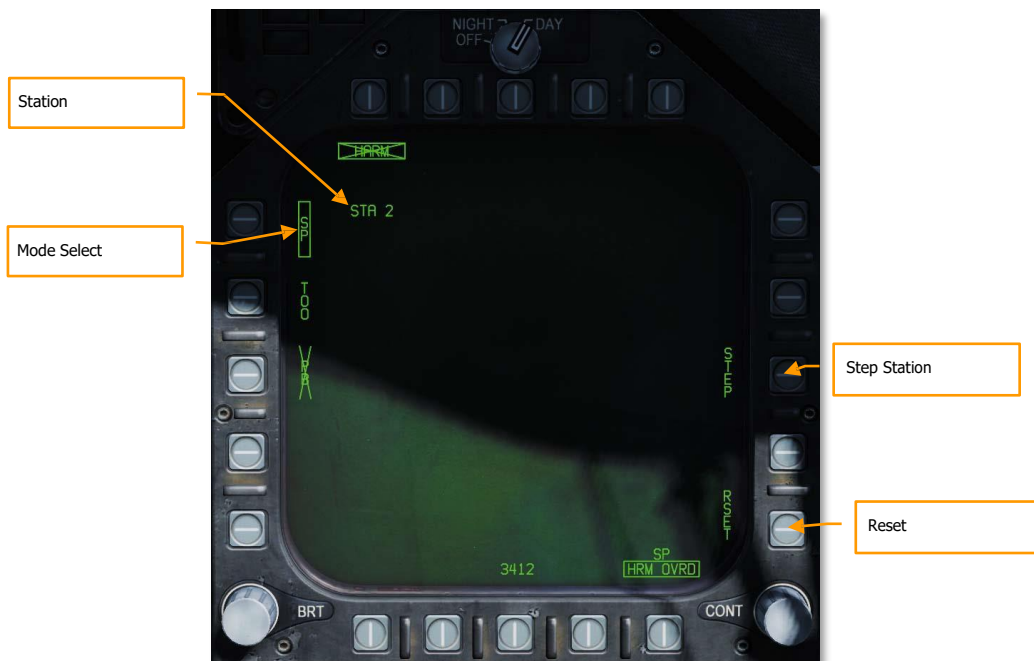 NIGHT DAY
OFF
Station
HARM
STA 2
SP
Mode Select
TOO
PB
STEP
Step Station
RSET
Reset
SP
3412 HRM OVRD
BRT
CONT